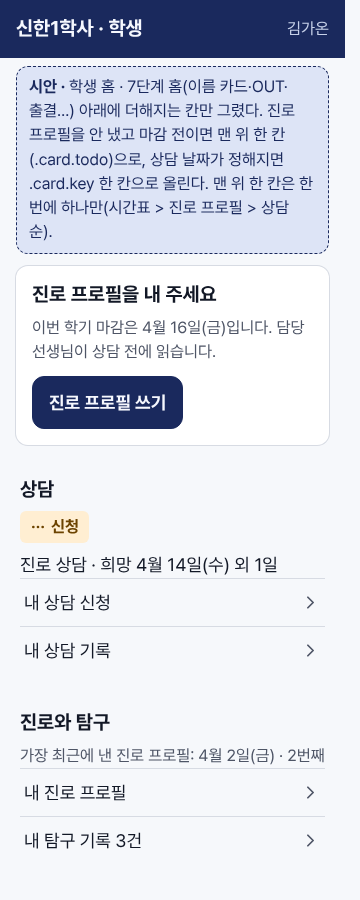 신한1학사 · 학생
김가온
시안 · 학생 홈 · 7단계 홈(이름 카드·OUT·
출결…) 아래에 더해지는 칸만 그렸다. 진로
프로필을 안 냈고 마감 전이면 맨 위 한 칸
(.card.todo)으로, 상담 날짜가 정해지면
.card.key 한 칸으로 올린다. 맨 위 한 칸은 한
번에 하나만(시간표 > 진로 프로필 > 상담
순).
진로 프로필을 내 주세요
이번 학기 마감은 4월 16일(금)입니다. 담당
선생님이 상담 전에 읽습니다.
진로 프로필 쓰기
상담
··· 신청
진로 상담 · 희망 4월 14일(수) 외 1일
내 상담 신청
내 상담 기록
진로와 탐구
가장 최근에 낸 진로 프로필: 4월 2일(금) · 2번째
내 진로 프로필
내 탐구 기록 3건